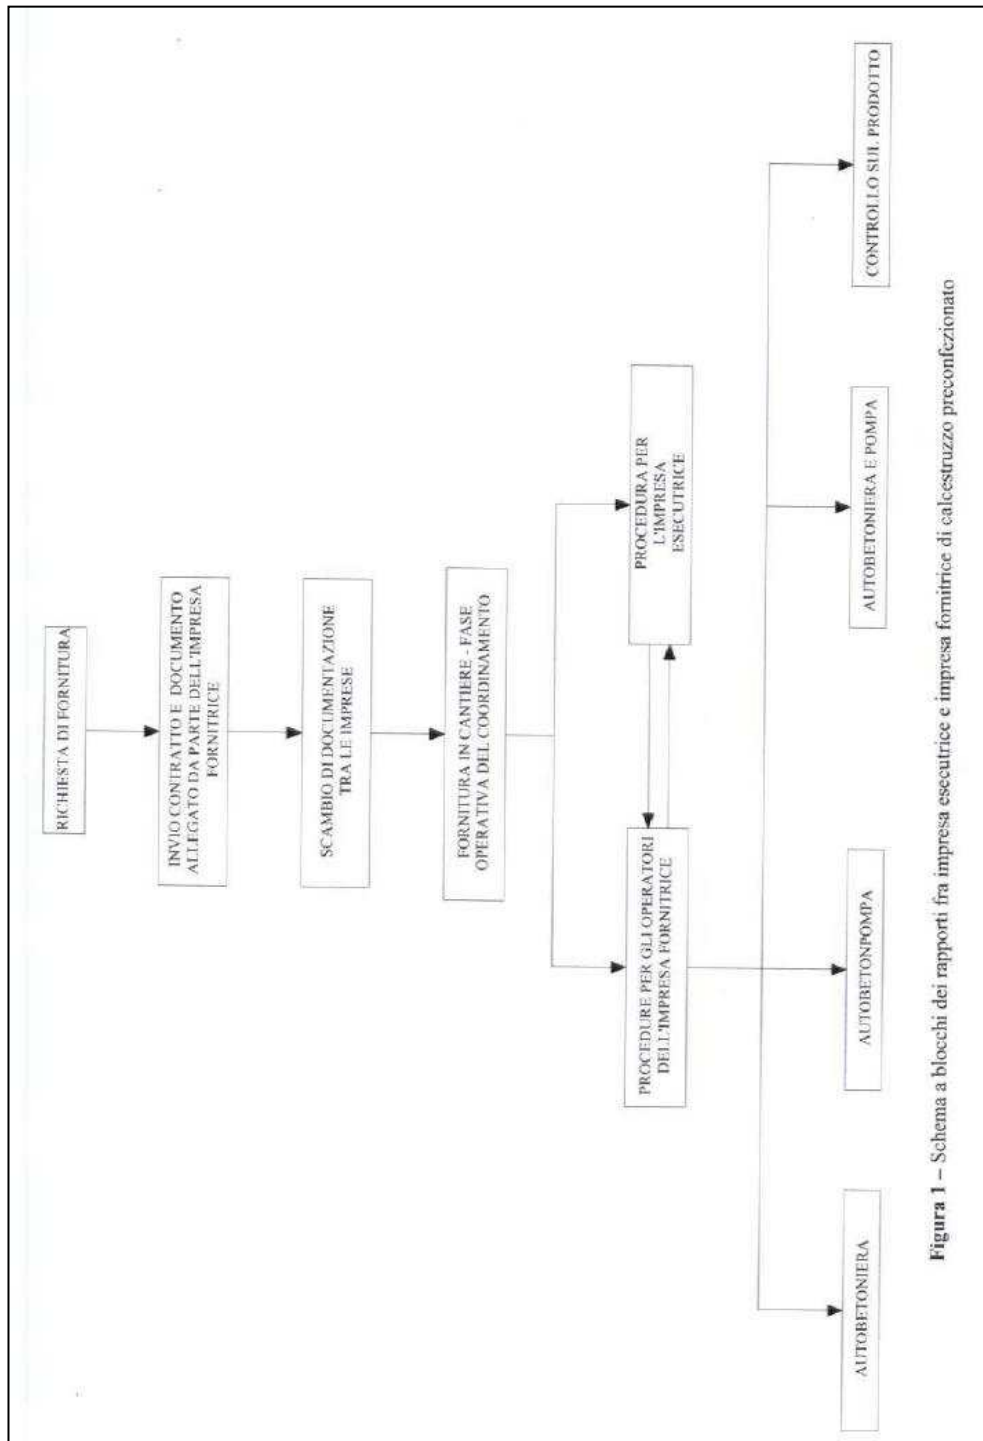 RICHIESTA DI FORNITURA
INVIO CONTRATTO E DOCUMENTO
ALLEGATO DA PARTE DELL'IMPRESA
FORNITRICE
SCAMBIO DI DOCUMENTAZIONE
TRA LE IMPRESE
FORNITURA IN CANTIERE - FASE
OPERATIVA DEL COORDINAMENTO
PROCEDURE PER GLI OPERATORI
DELL'IMPRESA FORNITRICE
PROCEDURA PER
L'IMPRESA
ESECUTRICE
AUTOBETONIERA
AUTOBETONPOMPA
AUTOBETONIERA E POMPA
CONTROLLO SUL PRODOTTO
Figura 1 – Schema a blocchi dei rapporti fra impresa esecutrice e impresa fornitrice di calcestruzzo preconfezionato